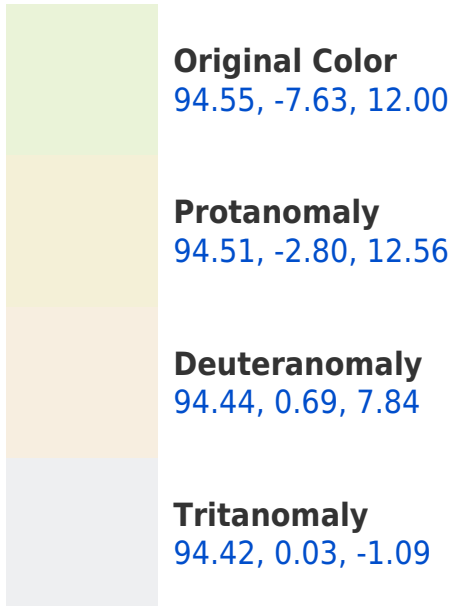 Original Color
94.55, -7.63, 12.00
Protanomaly
94.51, -2.80, 12.56
Deuteranomaly
94.44, 0.69, 7.84
Tritanomaly
94.42, 0.03, -1.09